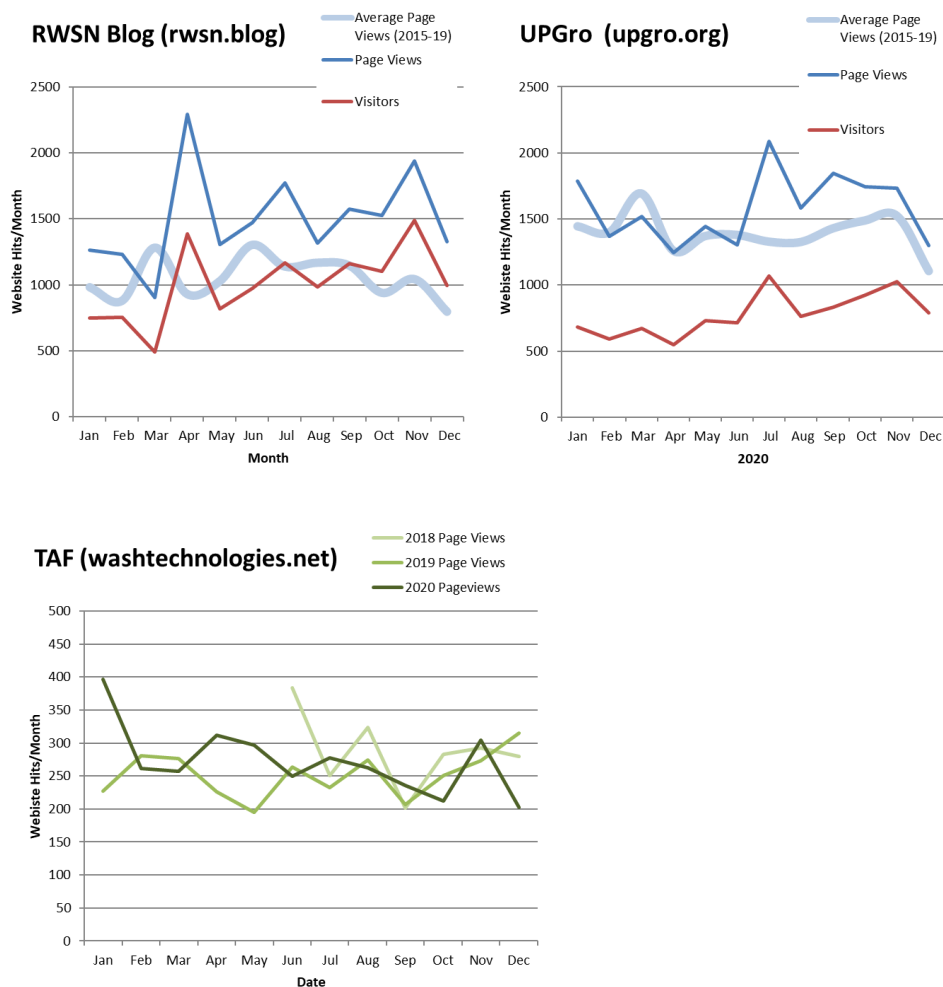 RWSN Blog (rwsn.blog)
Average Page
Views (2015-19)
Page Views
Visitors
2500
2000
1500
1000
500
0
Website Hits/Month
Jan Feb Mar Apr May Jun Jul Aug Sep Oct Nov Dec
Month
UPGro (upgro.org)
Average Page
Views (2015-19)
Page Views
Visitors
2500
2000
1500
1000
500
0
Webiste Hits/Month
Jan Feb Mar Apr May Jun Jul Aug Sep Oct Nov Dec
2020
TAF (washtechnologies.net)
2018 Page Views
2019 Page Views
2020 Pageviews
500
450
400
350
300
250
200
150
100
50
0
Webiste Hits/Month
Jan Feb Mar Apr May Jun Jul Aug Sep Oct Nov Dec
Date